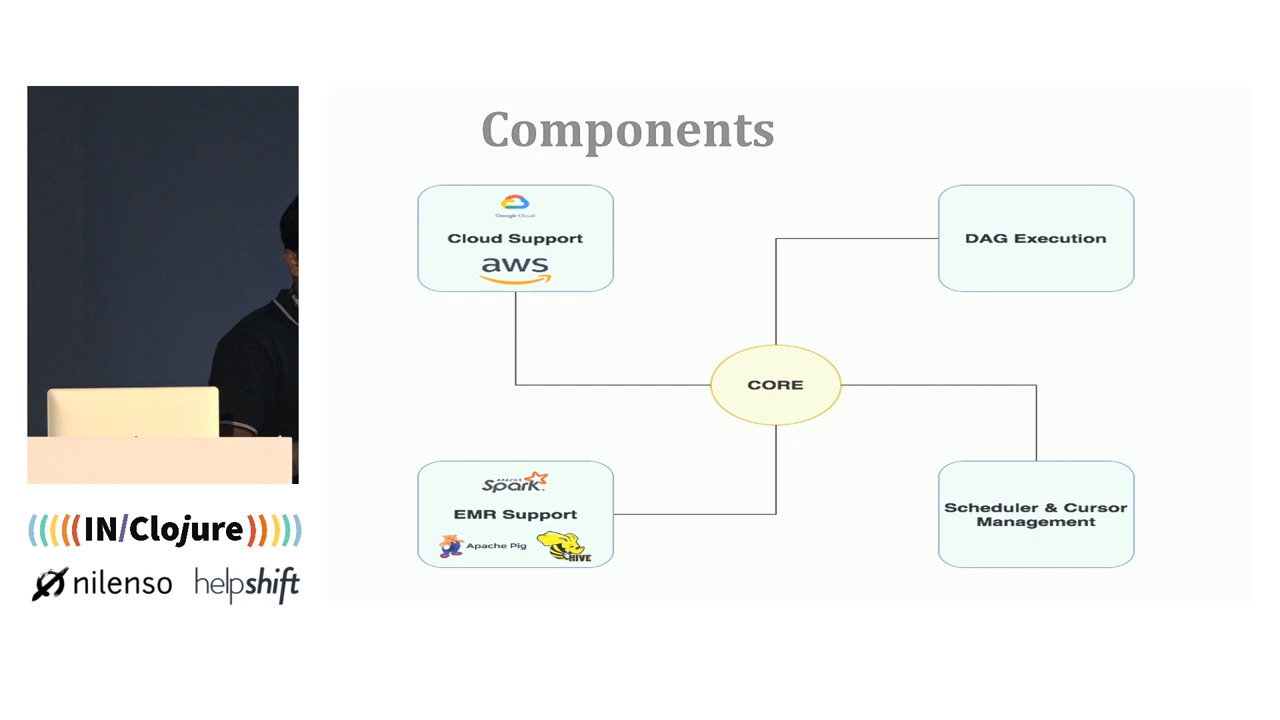 Components
Google Cloud
Cloud Support
aws
DAG Execution
CORE
APACHE
Spark
EMR Support
Apache Pig
HIVE
Scheduler & Cursor
Management
((((( IN/Clojure )))))
nilenso
helpshift